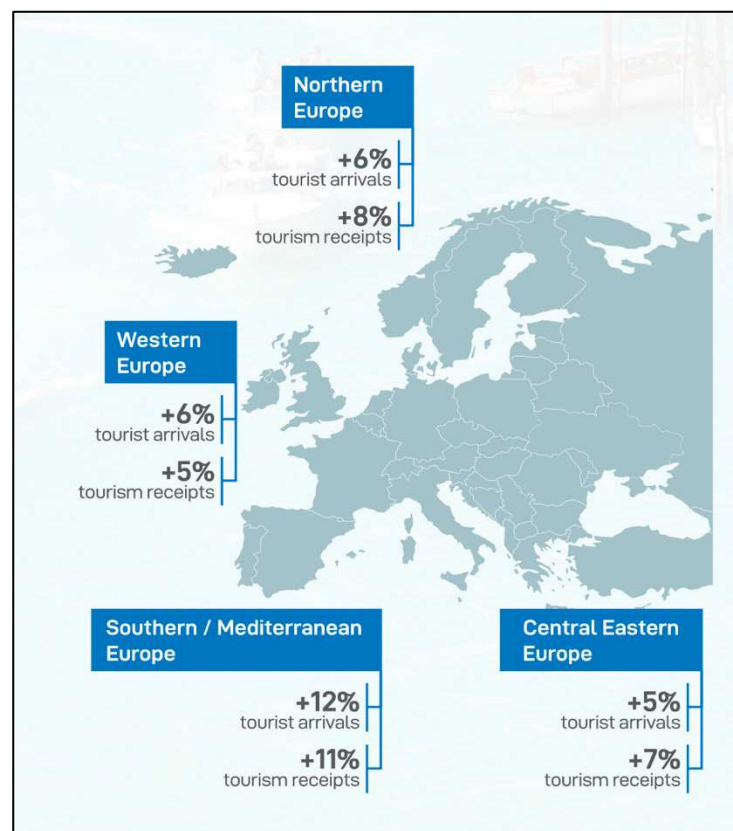 Northern
Europe
+6%
tourist arrivals
+8%
tourism receipts
Western
Europe
+6%
tourist arrivals
+5%
tourism receipts
Southern / Mediterranean
Europe
+12%
tourist arrivals
+11%
tourism receipts
Central Eastern
Europe
+5%
tourist arrivals
+7%
tourism receipts